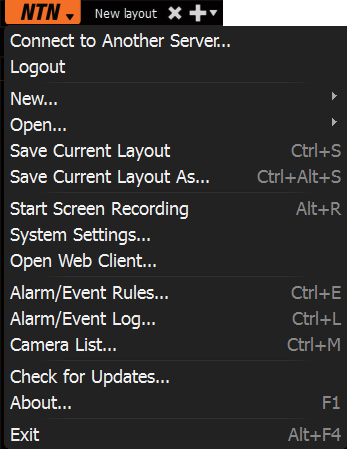 NTN New layout
Connect to Another Server...
Logout
New...
Open...
Save Current Layout Ctrl+S
Save Current Layout As... Ctrl+Alt+S
Start Screen Recording Alt+R
System Settings...
Open Web Client...
Alarm/Event Rules... Ctrl+E
Alarm/Event Log... Ctrl+L
Camera List... Ctrl+M
Check for Updates...
About... F1
Exit Alt+F4